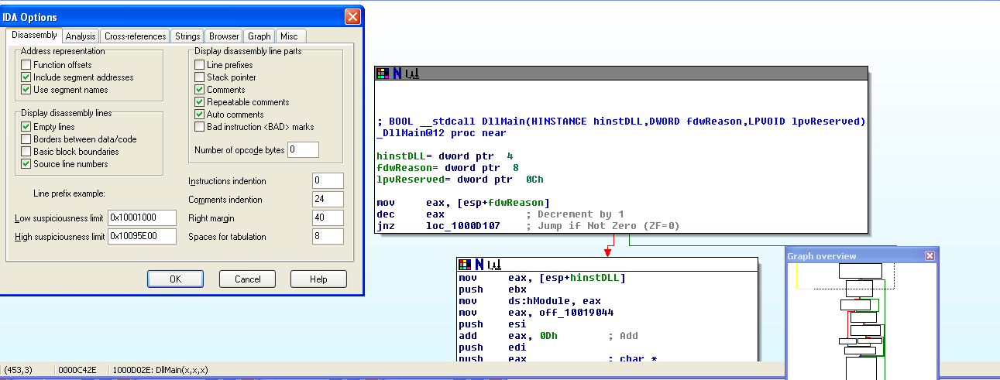 IDA Options
Disassembly Analysis Cross-references Strings Browser Graph Misc
Address representation
Function offsets
Include segment addresses
Use segment names
Display disassembly lines
Empty lines
Borders between data/code
Basic block boundaries
Source line numbers
Line prefix example:
Low suspiciousness limit 0x10001000
High suspiciousness limit 0x10095E00
Display disassembly line parts
Line prefixes
Stack pointer
Comments
Repeatable comments
Auto comments
Bad instruction <BAD> marks
Number of opcode bytes 0
Instructions indention 0
Comments indention 24
Right margin 40
Spaces for tabulation 8
OK Cancel Help
N
; BOOL __stdcall DllMain(HINSTANCE hinstDLL,DWORD fdwReason,LPVOID lpvReserved)
_DllMain@12 proc near
hinstDLL= dword ptr 4
fdwReason= dword ptr 8
lpvReserved= dword ptr 0Ch
mov eax, [esp+fdwReason]
dec eax ; Decrement by 1
jnz loc_1000D107 ; Jump if Not Zero (ZF=0)
N
mov eax, [esp+hinstDLL]
push ebx
mov ds:hModule, eax
mov eax, off_10019044
push esi
add eax, 0Dh ; Add
push edi
push eax ; char *
Graph overview
(453,3) 0000C42E 1000D02E: DllMain(x,x,x)